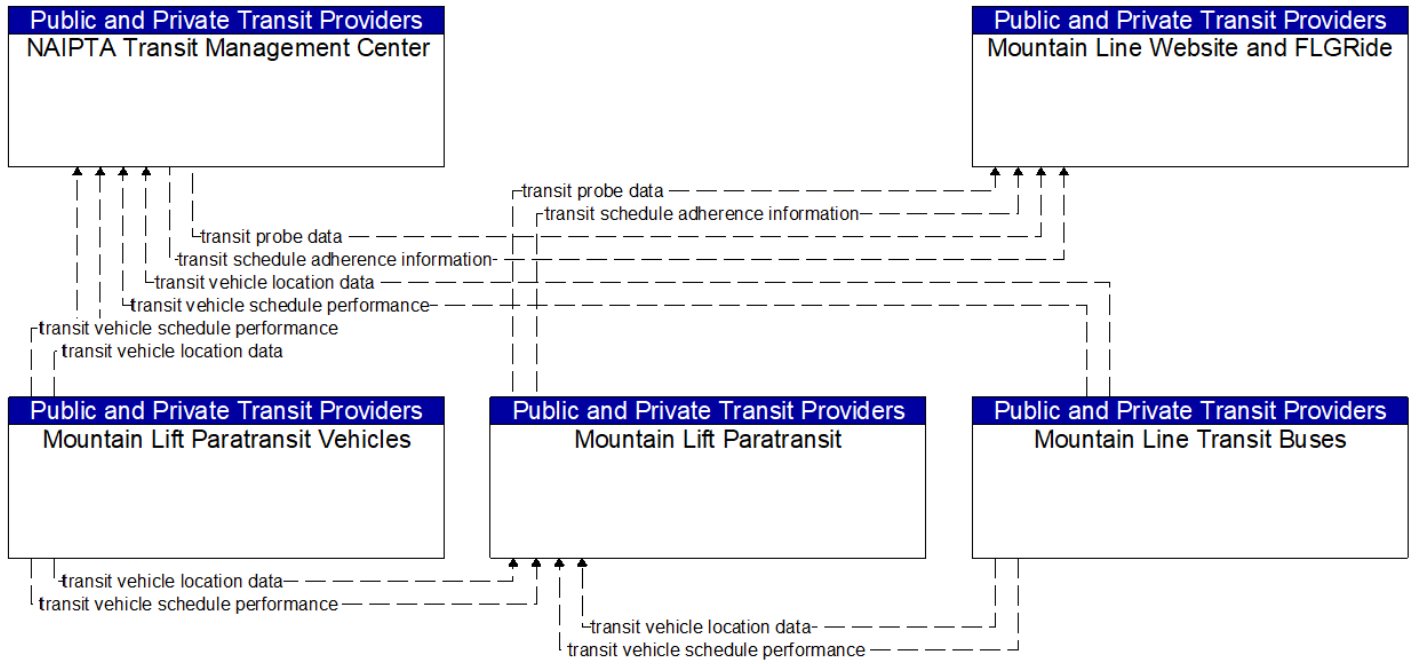 Public and Private Transit Providers
NAIPTA Transit Management Center
Public and Private Transit Providers
Mountain Line Website and FLGRide
transit probe data
transit schedule adherence information
transit probe data
transit schedule adherence information
transit vehicle location data
transit vehicle schedule performance
transit vehicle schedule performance
transit vehicle location data
Public and Private Transit Providers
Mountain Lift Paratransit Vehicles
Public and Private Transit Providers
Mountain Lift Paratransit
Public and Private Transit Providers
Mountain Line Transit Buses
transit vehicle location data
transit vehicle schedule performance
transit vehicle location data
transit vehicle schedule performance